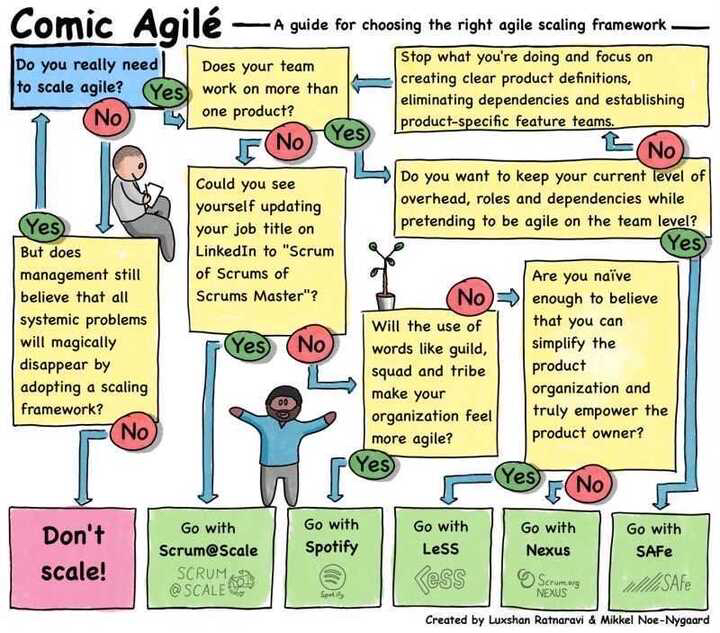 Comic Agilé — A guide for choosing the right agile scaling framework
Do you really need
to scale agile?
Yes
No
Does your team
work on more than
one product?
No
Yes
Stop what you're doing and focus on
creating clear product definitions,
eliminating dependencies and establishing
product-specific feature teams.
No
Do you want to keep your current level of
overhead, roles and dependencies while
pretending to be agile on the team level?
Yes
Yes
But does
management still
believe that all
systemic problems
will magically
disappear by
adopting a scaling
framework?
No
Could you see
yourself updating
your job title on
LinkedIn to "Scrum
of Scrums of
Scrums Master"?
Yes
No
Will the use of
words like guild,
squad and tribe
make your
organization feel
more agile?
No
Yes
Are you naïve
enough to believe
that you can
simplify the
product
organization and
truly empower the
product owner?
Yes
No
Don't
scale!
Go with
Scrum@Scale
SCRUM
@SCALE
Go with
Spotify
Spotify
Go with
LeSS
LeSS
Go with
Nexus
Scrum.org
NEXUS
Go with
SAFe
SAFe
Created by Luxshan Ratnaravi & Mikkel Noe-Nygaard